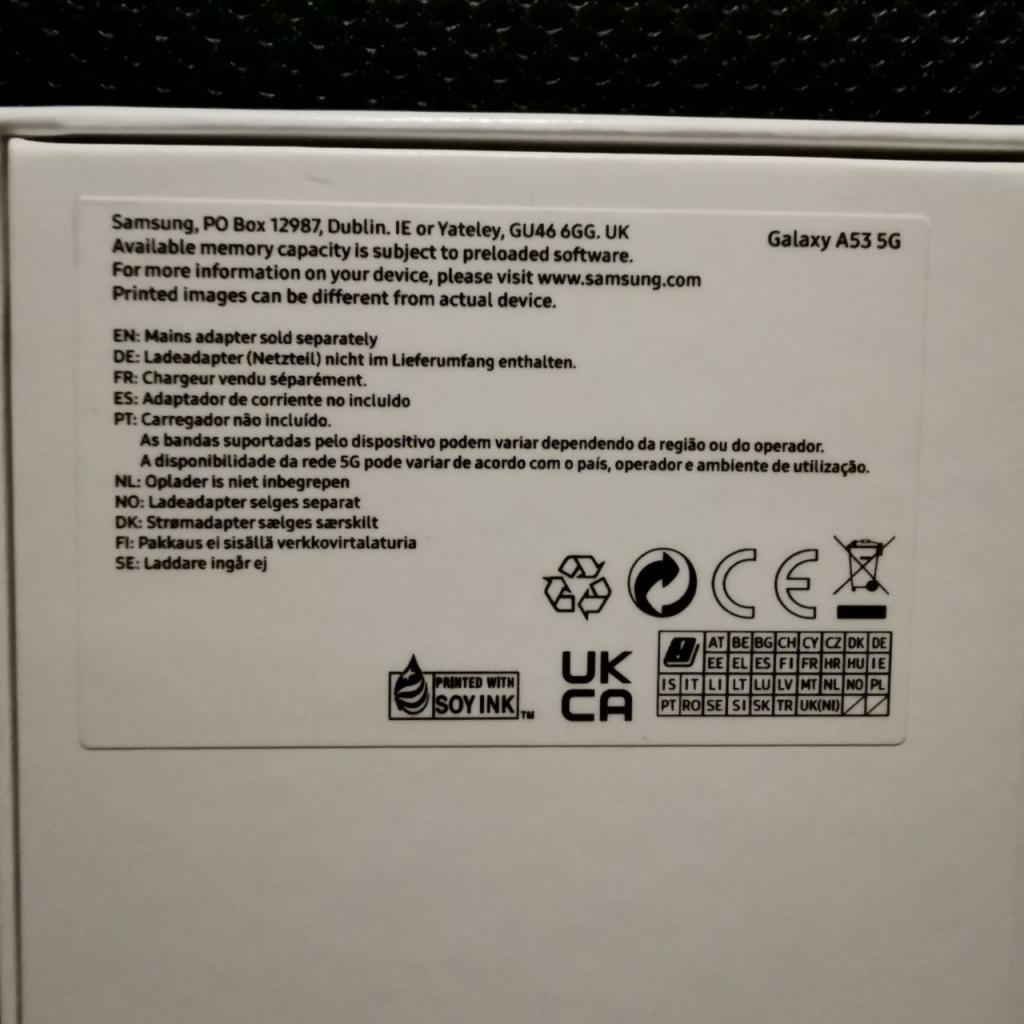 Samsung, PO Box 12987, Dublin. IE or Yateley, GU46 6GG. UK
Galaxy A53 5G
Available memory capacity is subject to preloaded software.
For more information on your device, please visit www.samsung.com
Printed images can be different from actual device.
EN: Mains adapter sold separately
DE: Ladeadapter (Netzteil) nicht im Lieferumfang enthalten.
FR: Chargeur vendu séparément.
ES: Adaptador de corriente no incluido
PT: Carregador não incluído.
As bandas suportadas pelo dispositivo podem variar dependendo da região ou do operador.
A disponibilidade da rede 5G pode variar de acordo com o país, operador e ambiente de utilização.
NL: Oplader is niet inbegrepen
NO: Ladeadapter selges separat
DK: Strømadapter sælges særskilt
FI: Pakkaus ei sisällä verkkovirtalaturia
SE: Laddare ingår ej
CE
PRINTED WITH
SOY INK™
UK
CA
AT BE BG CH CY CZ DK DE
EE EL ES FI FR HR HU IE
IS IT LI LT LU LV MT NL NO PL
PT RO SE SI SK TR UK(NI)